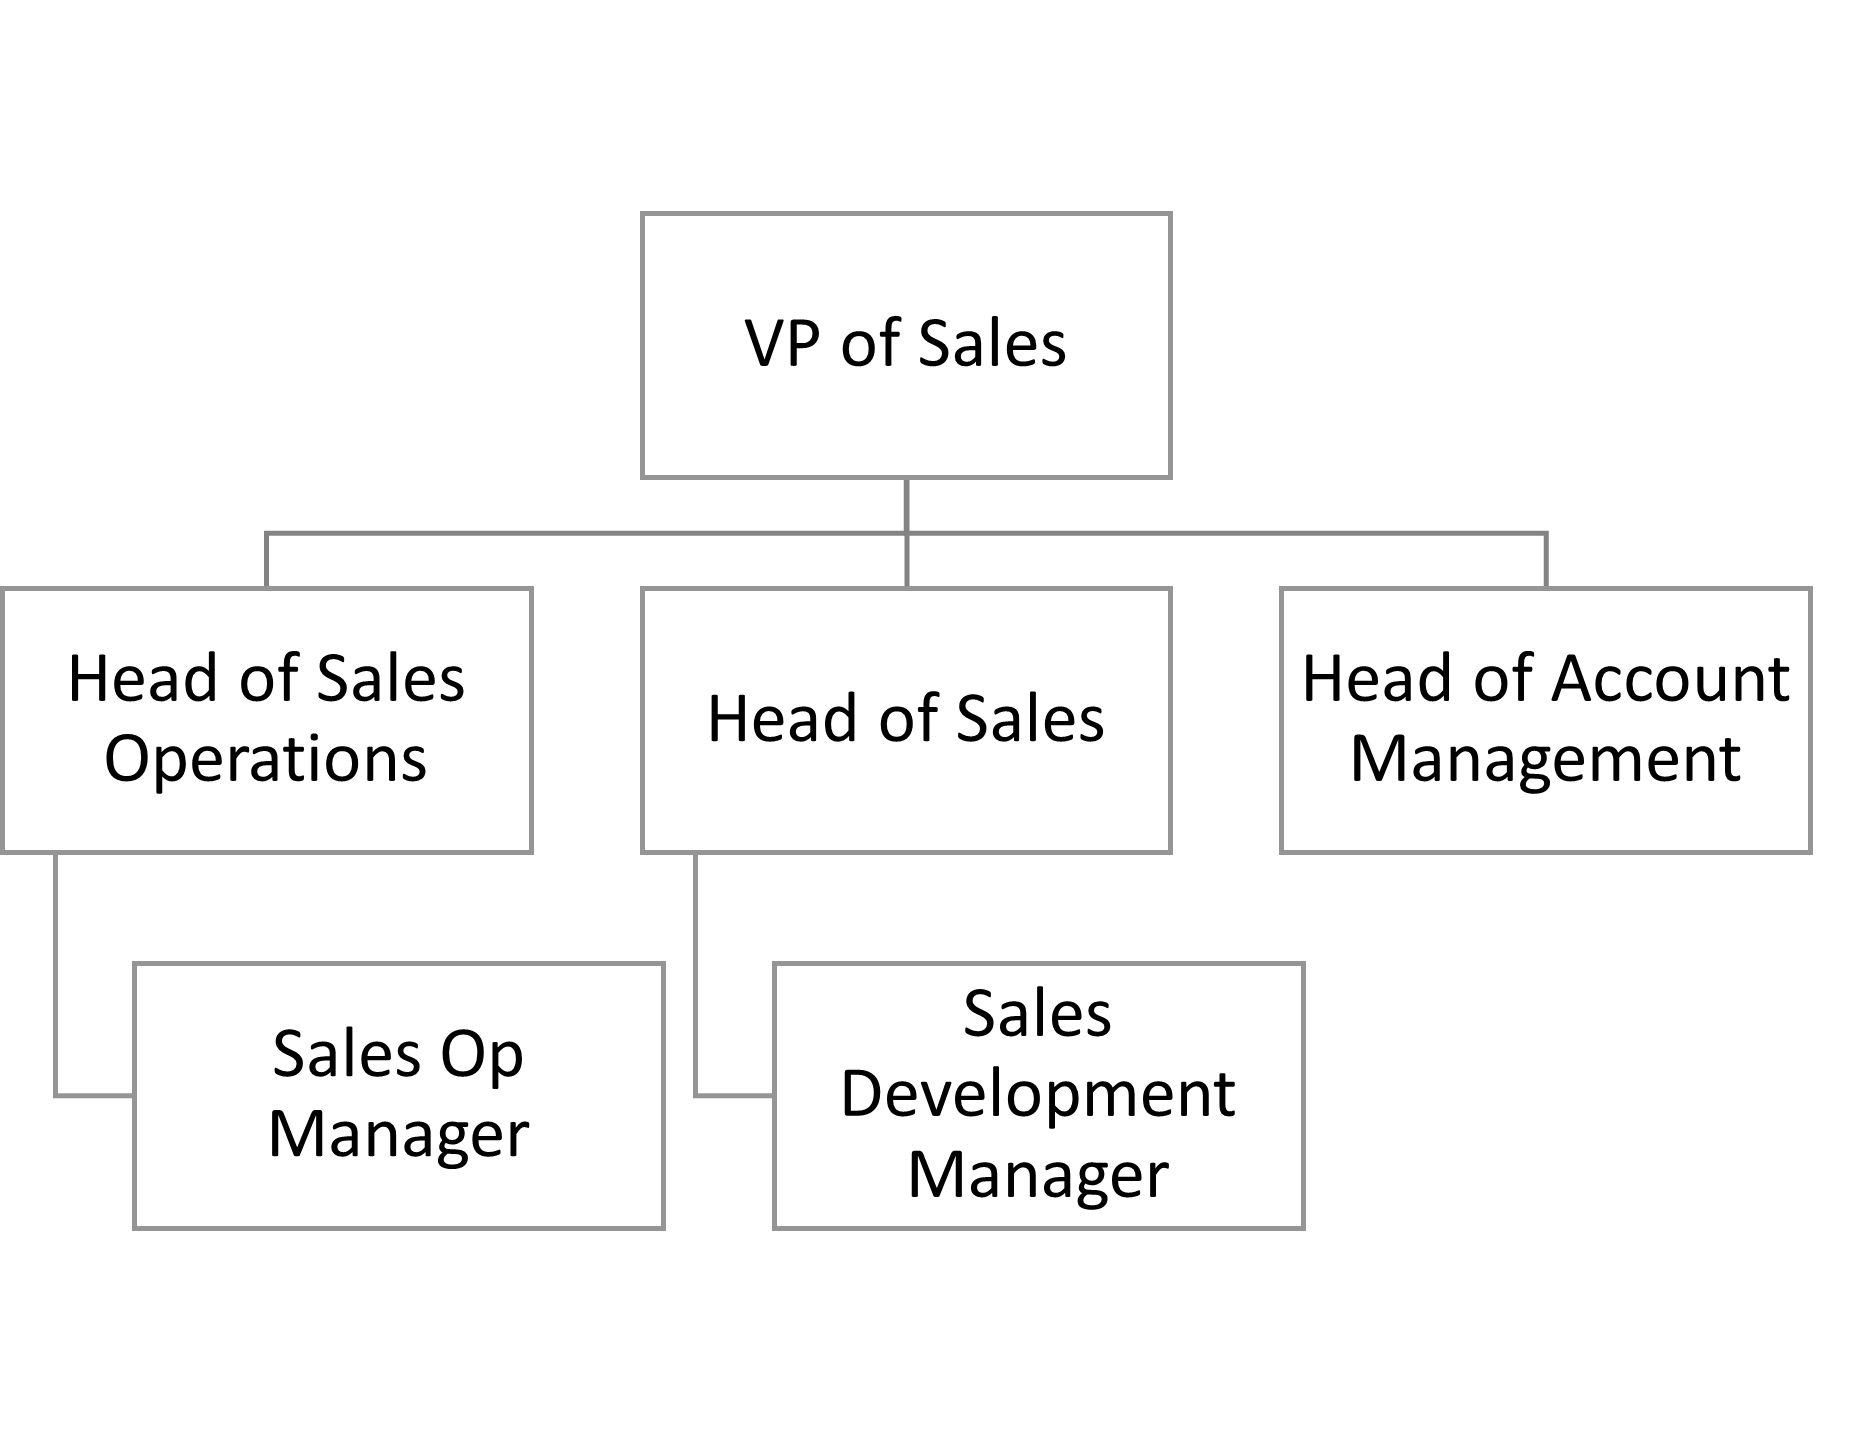 VP of Sales
Head of Sales
Operations
Head of Sales
Head of Account
Management
Sales Op
Manager
Sales
Development
Manager